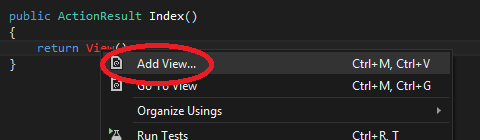 public ActionResult Index()
{
return View()
}
Add View... Ctrl+M, Ctrl+V
Go To View Ctrl+M, Ctrl+G
Organize Usings
Run Tests Ctrl+R, T